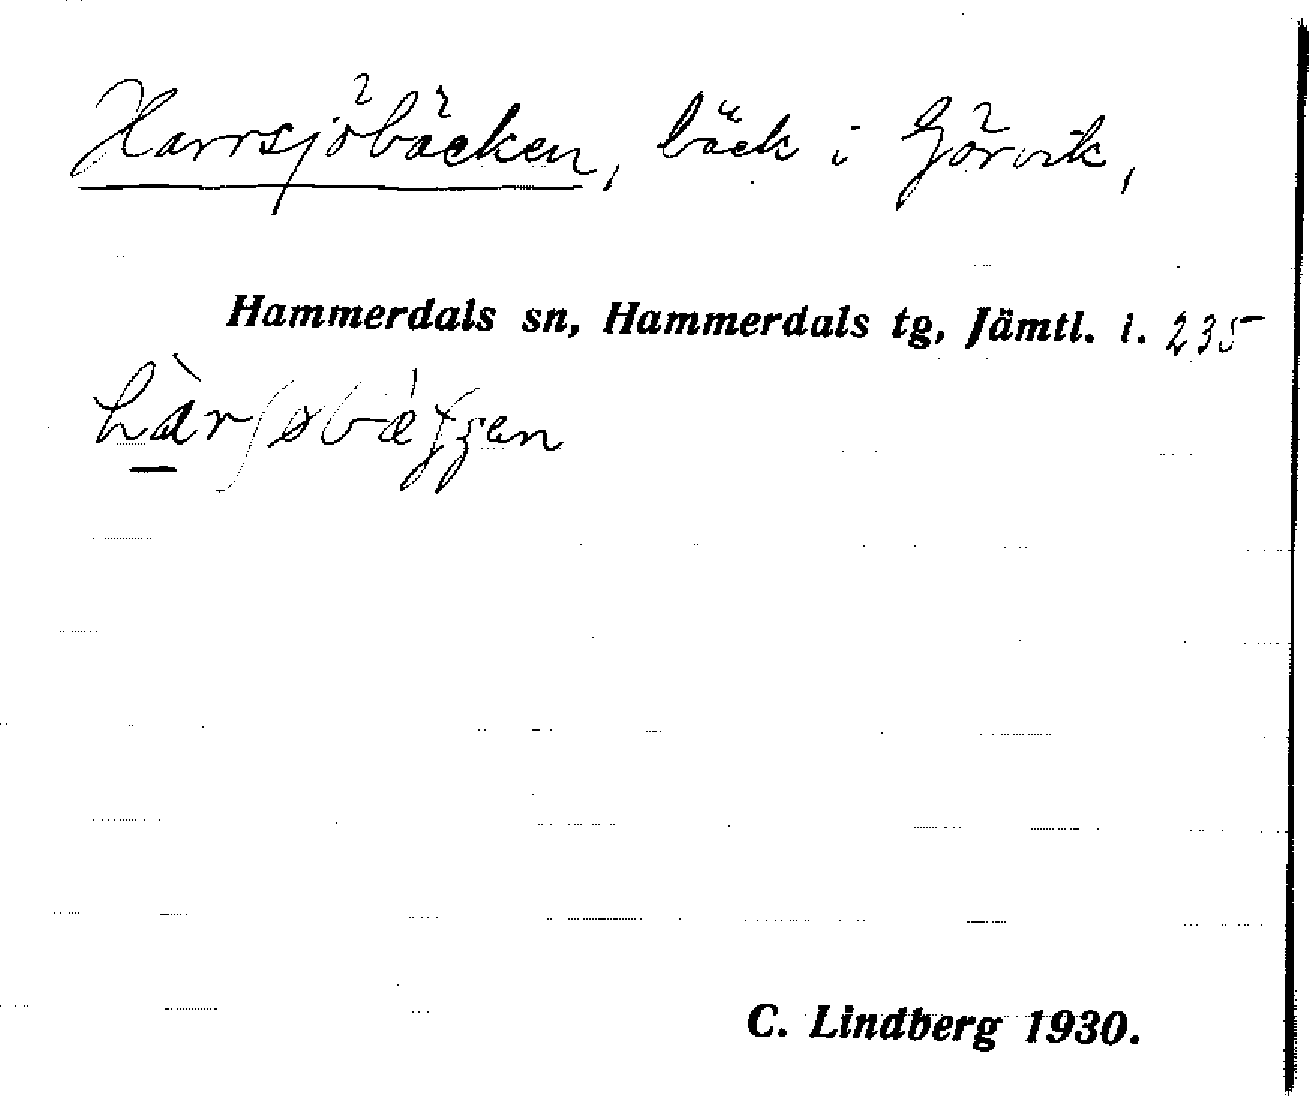 Harrsjöbäcken, bäck i Görvik,
Hammerdals sn, Hammerdals tg, Jämtl. l. 235
C. Lindberg 1930.